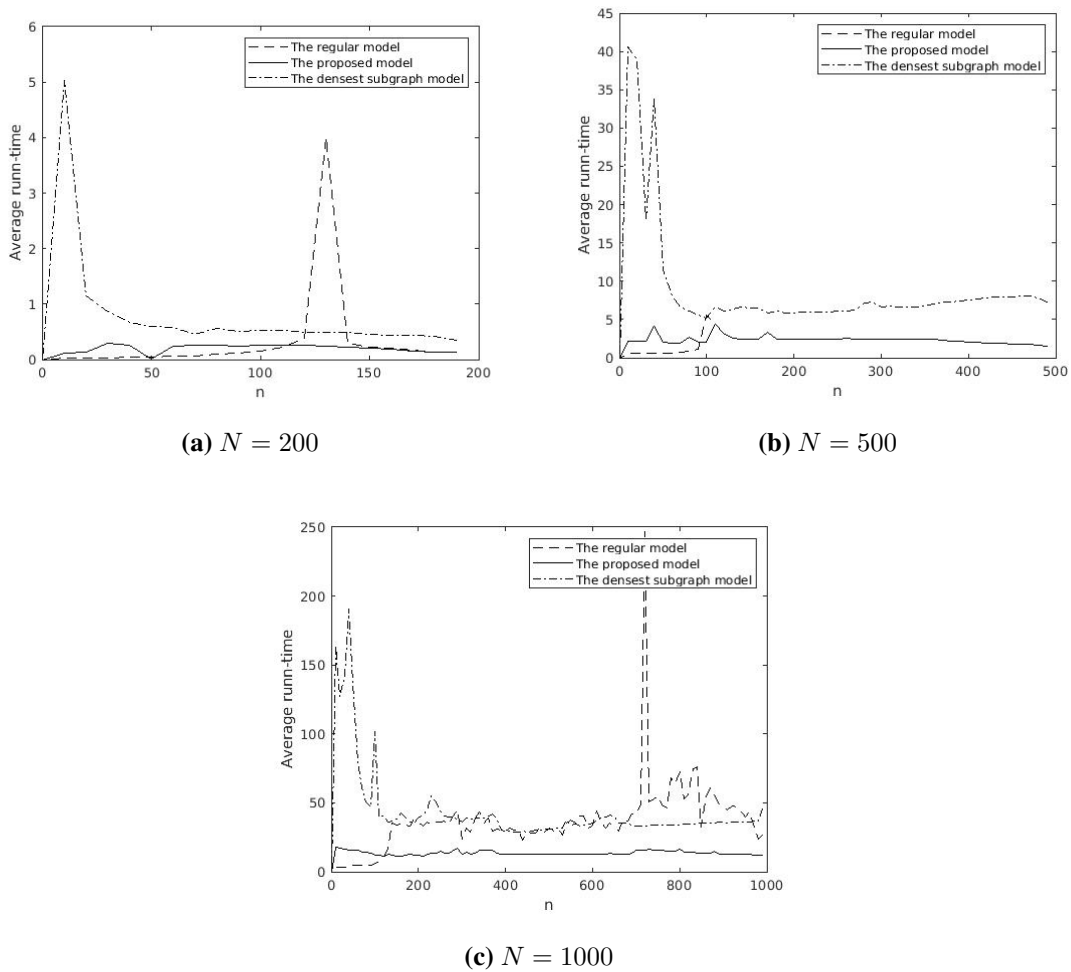 6
5
4
3
2
1
0
0 50 100 150 200
Average runn-time
n
The regular model
The proposed model
The densest subgraph model
(a) N = 200
45
40
35
30
25
20
15
10
5
0
0 100 200 300 400 500
Average runn-time
n
The regular model
The proposed model
The densest subgraph model
(b) N = 500
250
200
150
100
50
0
0 200 400 600 800 1000
Average runn-time
n
The regular model
The proposed model
The densest subgraph model
(c) N = 1000